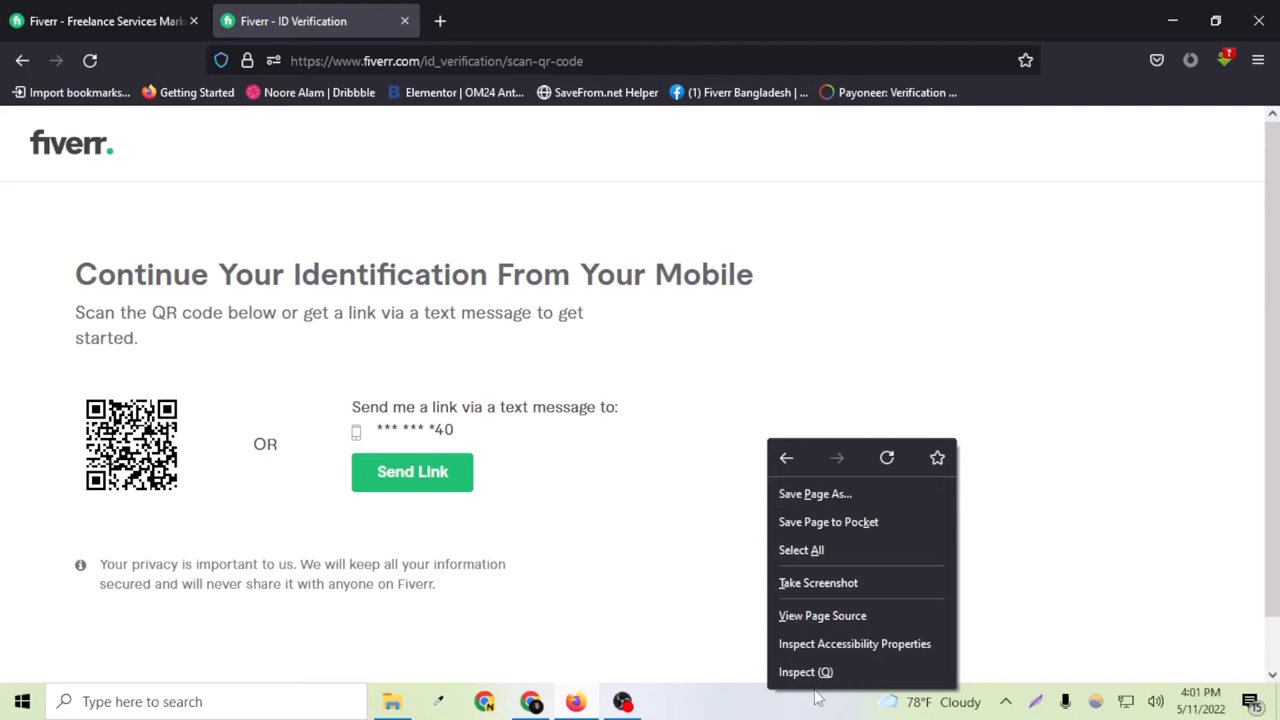 Fiverr - Freelance Services Mark
Fiverr - ID Verification
https://www.fiverr.com/id_verification/scan-qr-code
Import bookmarks...
Getting Started
Noore Alam | Dribbble
Elementor | OM24 Ant...
SaveFrom.net Helper
(1) Fiverr Bangladesh | ...
Payoneer: Verification ...
fiverr.
Continue Your Identification From Your Mobile
Scan the QR code below or get a link via a text message to get
started.
OR
Send me a link via a text message to:
*** *** *40
Send Link
Your privacy is important to us. We will keep all your information
secured and will never share it with anyone on Fiverr.
Save Page As...
Save Page to Pocket
Select All
Take Screenshot
View Page Source
Inspect Accessibility Properties
Inspect (Q)
Type here to search
78°F Cloudy
4:01 PM
5/11/2022
15